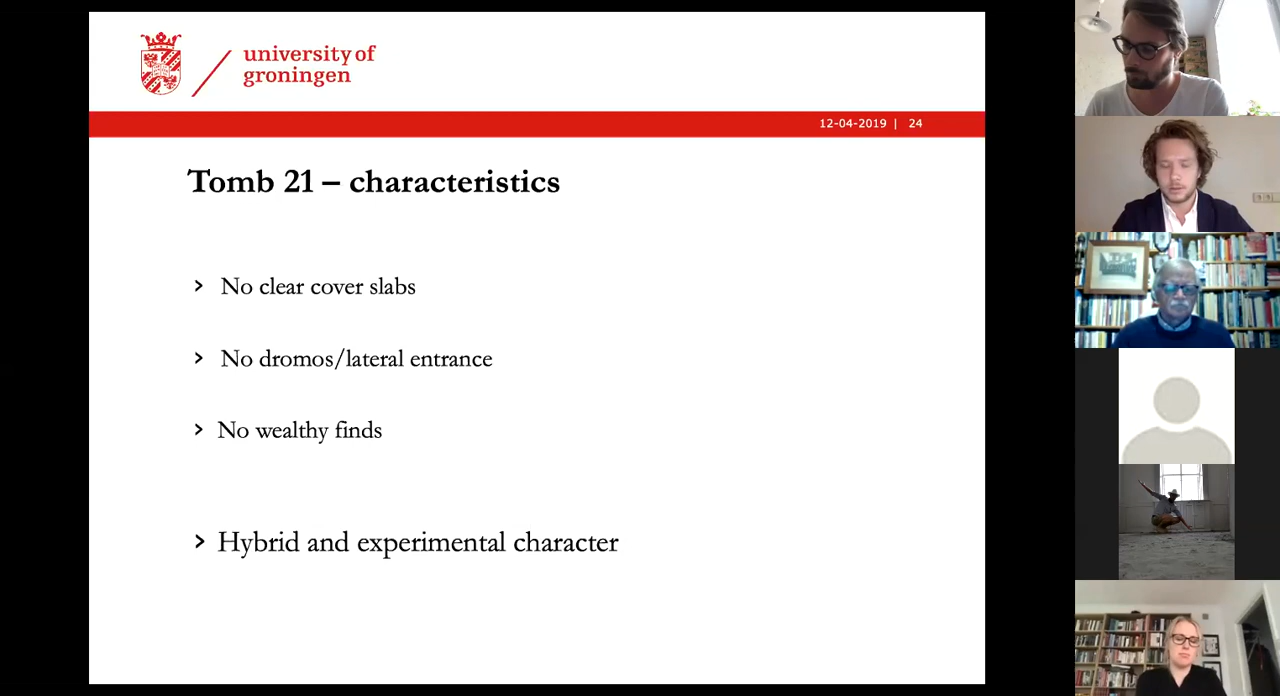 university of
groningen
12-04-2019 | 24
Tomb 21 – characteristics
› No clear cover slabs
› No dromos/lateral entrance
› No wealthy finds
› Hybrid and experimental character